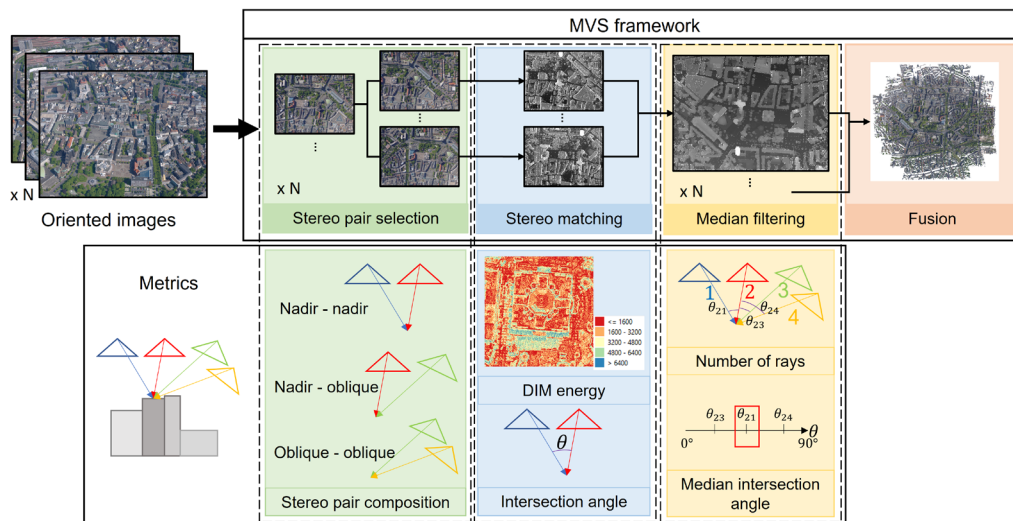 MVS framework
x N
Oriented images
⋮
x N
Stereo pair selection
...
...
Stereo matching
...
x N
Median filtering
Fusion
Metrics
Nadir - nadir
Nadir - oblique
Oblique - oblique
Stereo pair composition
<= 1600
1600 - 3200
3200 - 4800
4800 - 6400
> 6400
DIM energy
θ
Intersection angle
1 2 3
4
θ21 θ24
θ23
Number of rays
θ23 θ21 θ24
θ
0° 90°
Median intersection
angle